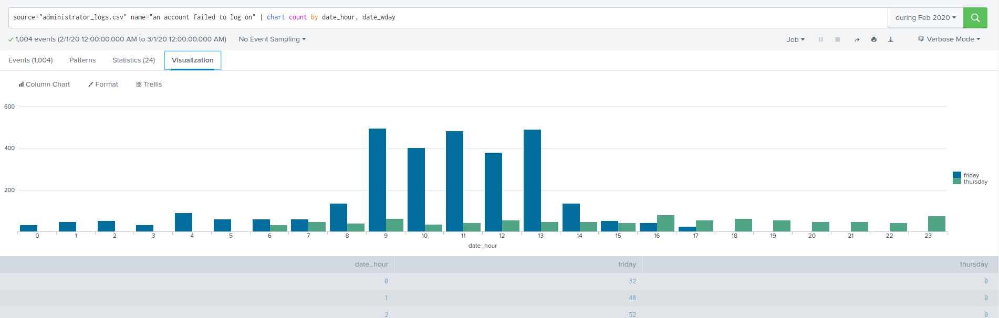 source="administrator_logs.csv" name="an account failed to log on" | chart count by date_hour, date_wday
during Feb 2020
1,004 events (2/1/20 12:00:00.000 AM to 3/1/20 12:00:00.000 AM)
No Event Sampling
Job
Verbose Mode
Events (1,004)
Patterns
Statistics (24)
Visualization
Column Chart
Format
Trellis
600
400
200
friday
thursday
0 1 2 3 4 5 6 7 8 9 10 11 12 13 14 15 16 17 18 19 20 21 22 23
date_hour
date_hour friday thursday
0 32 0
1 48 0
2 52 0